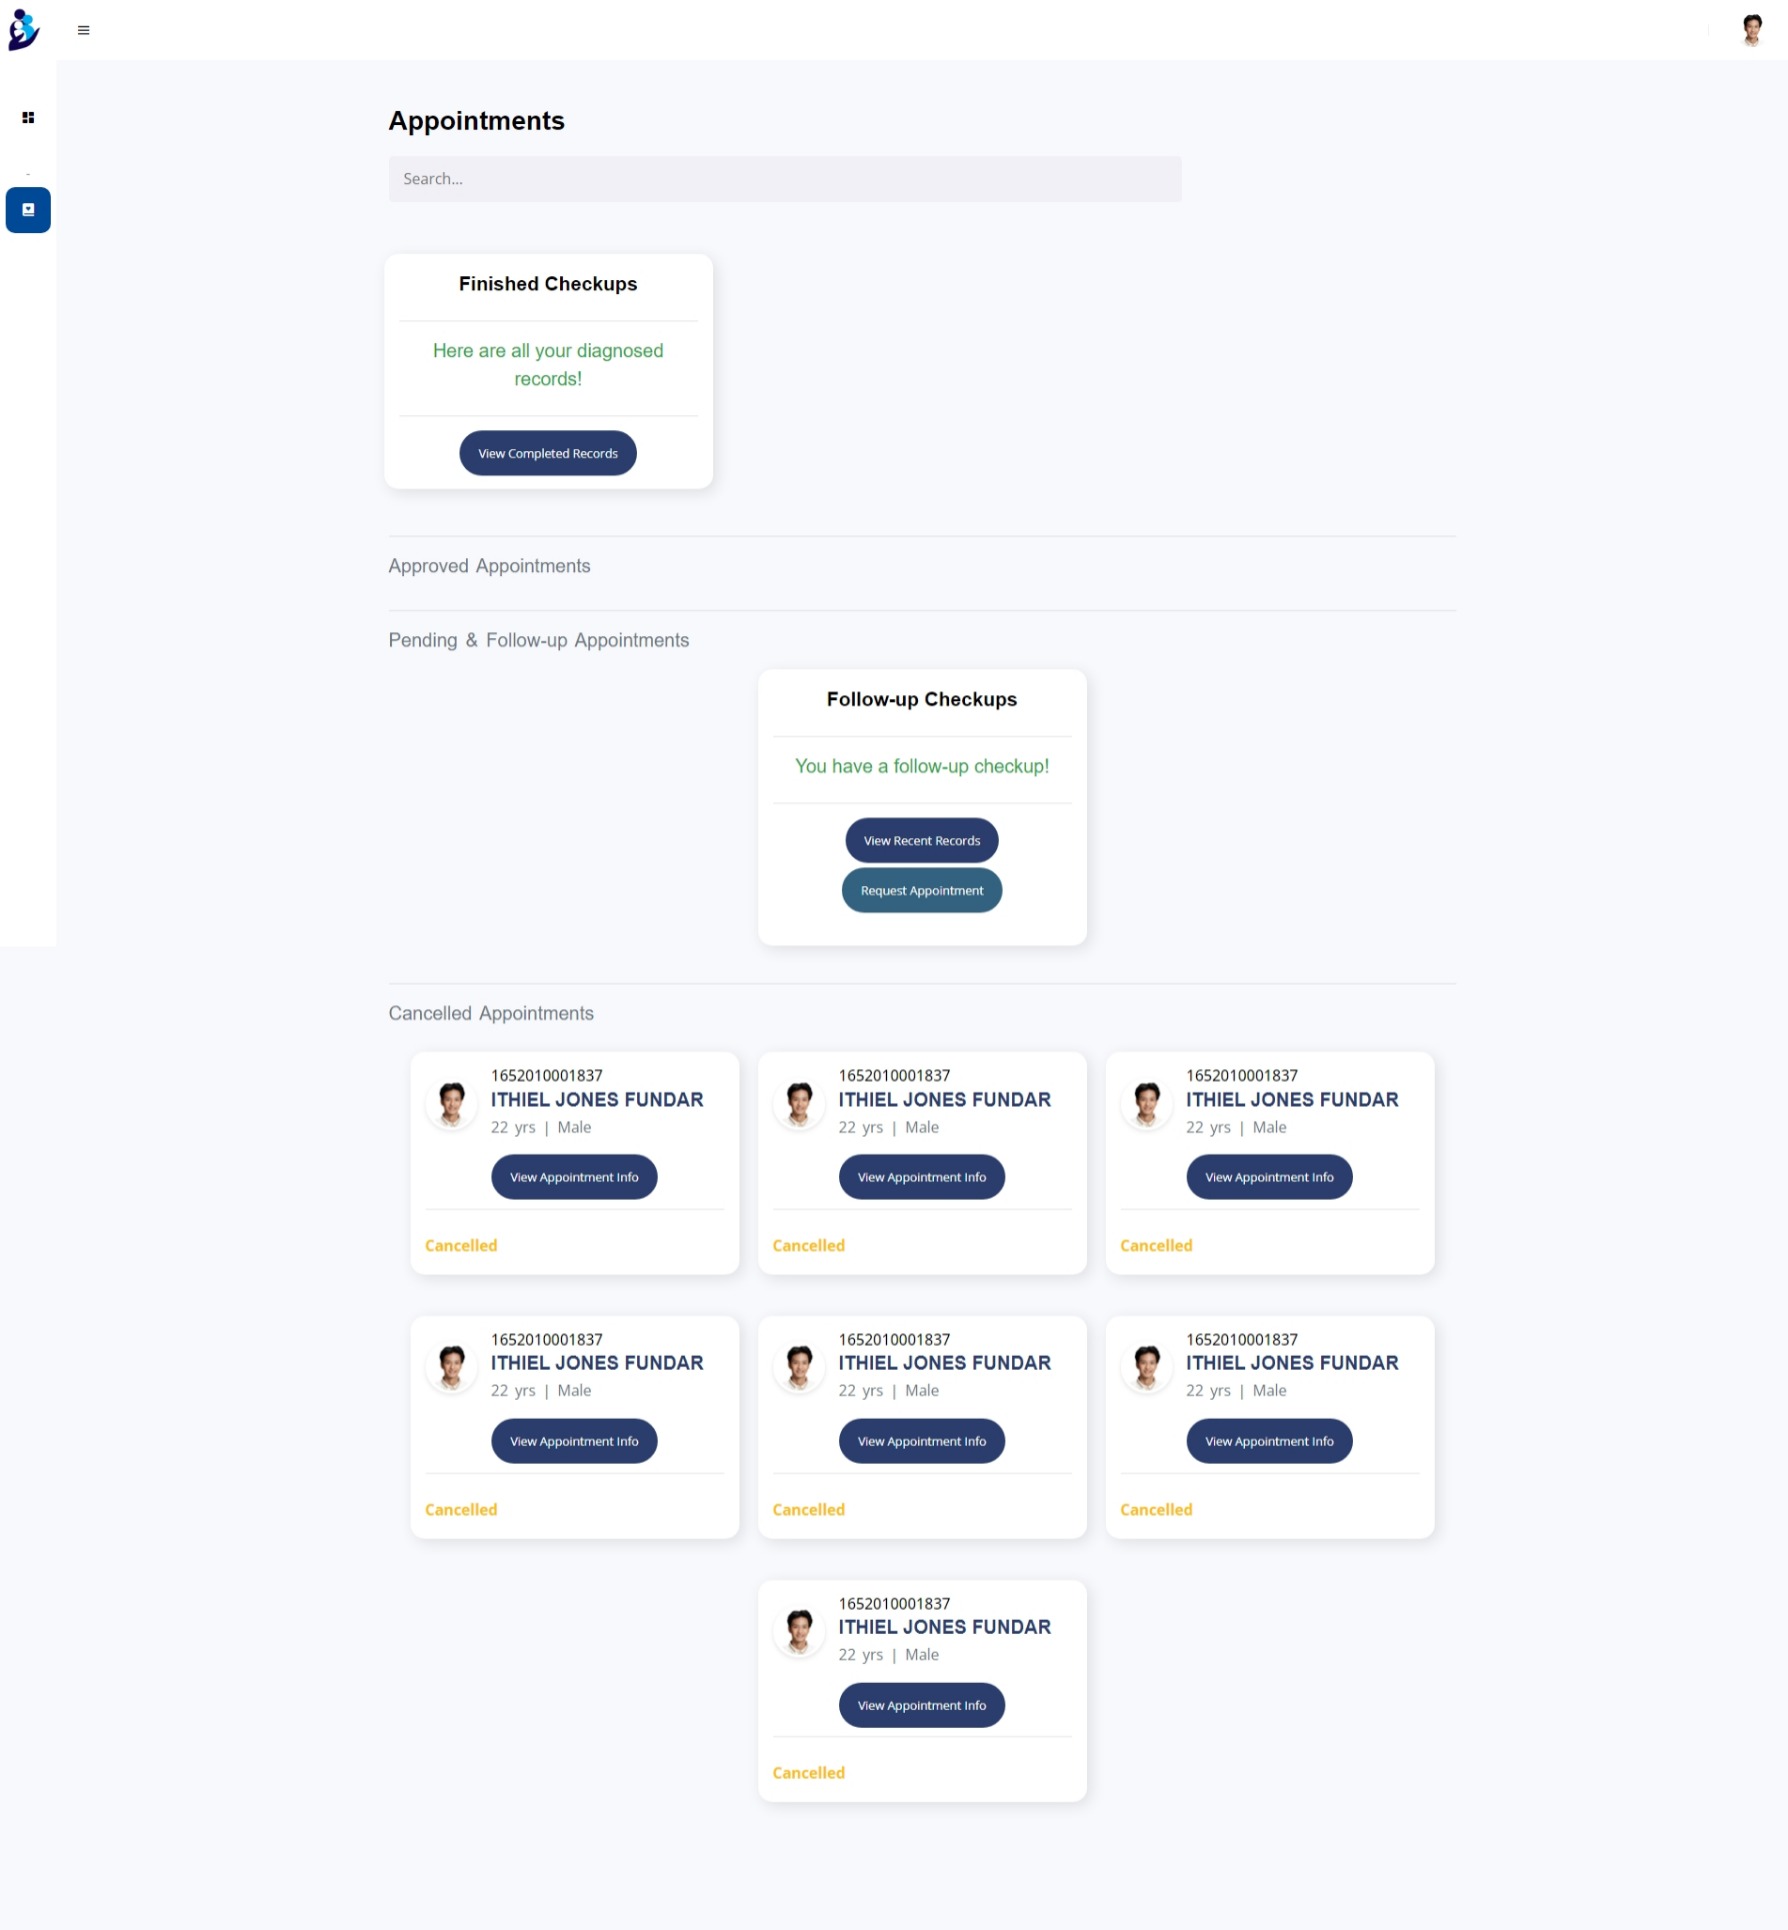 Appointments
Search...
Finished Checkups
Here are all your diagnosed
records!
View Completed Records
Approved Appointments
Pending & Follow-up Appointments
Follow-up Checkups
You have a follow-up checkup!
View Recent Records
Request Appointment
Cancelled Appointments
1652010001837
ITHIEL JONES FUNDAR
22 yrs | Male
View Appointment Info
Cancelled
1652010001837
ITHIEL JONES FUNDAR
22 yrs | Male
View Appointment Info
Cancelled
1652010001837
ITHIEL JONES FUNDAR
22 yrs | Male
View Appointment Info
Cancelled
1652010001837
ITHIEL JONES FUNDAR
22 yrs | Male
View Appointment Info
Cancelled
1652010001837
ITHIEL JONES FUNDAR
22 yrs | Male
View Appointment Info
Cancelled
1652010001837
ITHIEL JONES FUNDAR
22 yrs | Male
View Appointment Info
Cancelled
1652010001837
ITHIEL JONES FUNDAR
22 yrs | Male
View Appointment Info
Cancelled